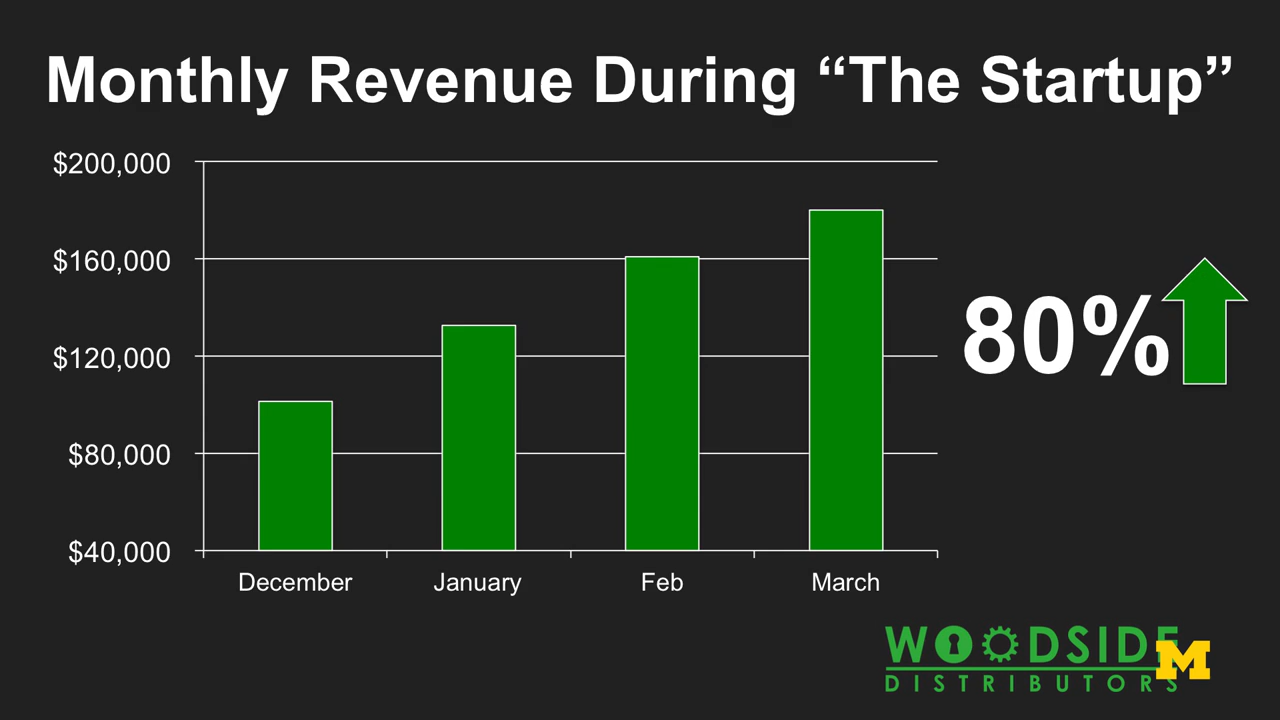 Monthly Revenue During “The Startup”
$200,000
$160,000
$120,000
$80,000
$40,000
December January Feb March
80%
WOODSIDE
DISTRIBUTORS
M